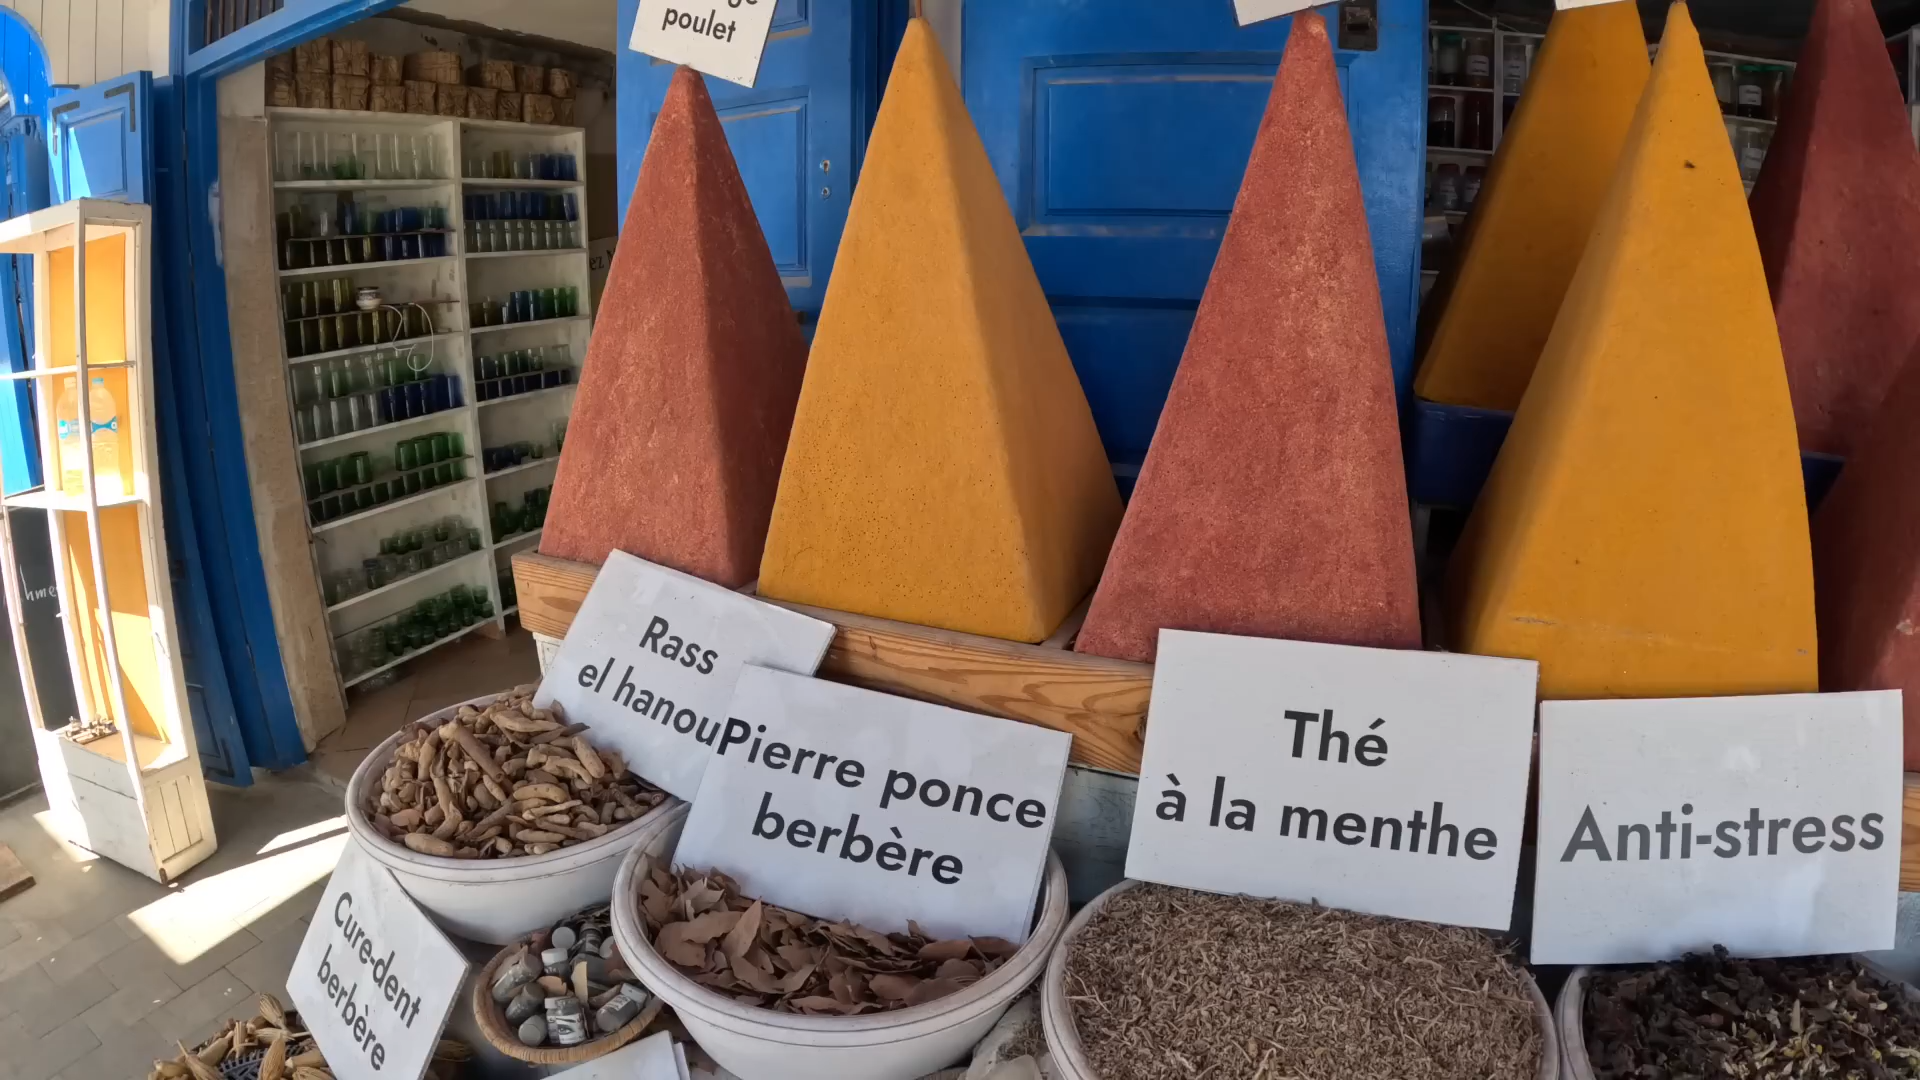 poulet
Rass
el hanou
Pierre ponce
berbère
Thé
à la menthe
Anti-stress
Cure-dent
berbère